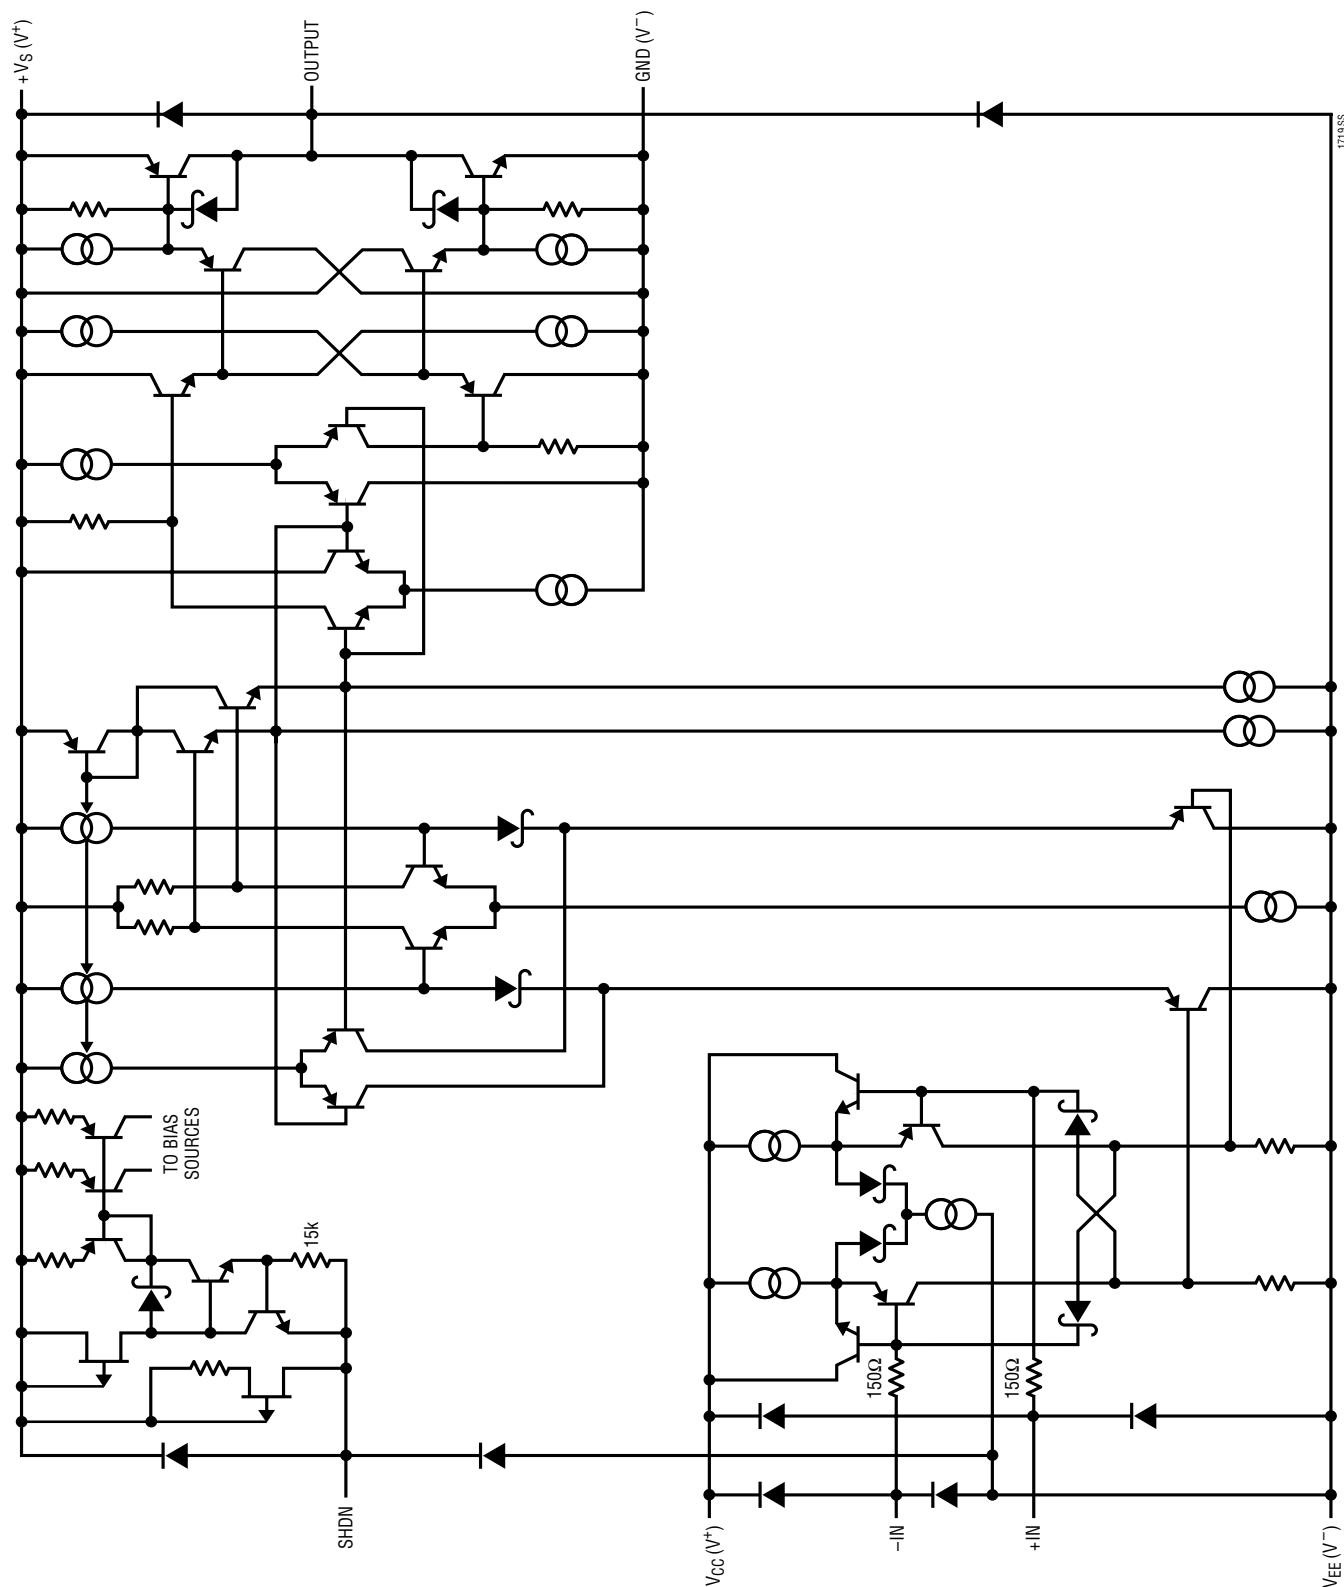 +VS (V+)
OUTPUT
GND (V−)
1719 SS
TO BIAS
SOURCES
15k
150Ω
150Ω
SHDN
VCC (V+)
−IN
+IN
VEE (V−)